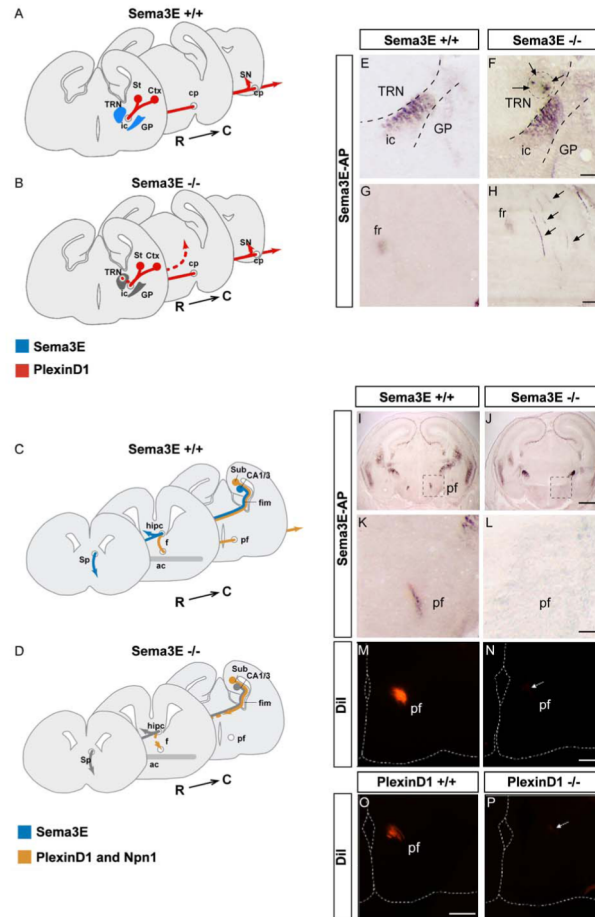 A
Sema3E +/+
St
Ctx
TRN
ic
GP
cp
SN
cp
R → C
B
Sema3E -/-
St
Ctx
TRN
ic
GP
cp
SN
cp
R → C
Sema3E
PlexinD1
C
Sema3E +/+
Sub
CA1/3
fim
hipc
f
pf
Sp
ac
R → C
D
Sema3E -/-
Sub
CA1/3
fim
hipc
f
pf
Sp
ac
R → C
Sema3E
PlexinD1 and Npn1
Sema3E +/+
Sema3E -/-
Sema3E-AP
E
TRN
ic
GP
F
TRN
ic
GP
G
fr
H
fr
Sema3E +/+
Sema3E -/-
Sema3E-AP
I
pf
J
K
pf
L
pf
DiI
M
pf
N
pf
PlexinD1 +/+
PlexinD1 -/-
DiI
O
pf
P